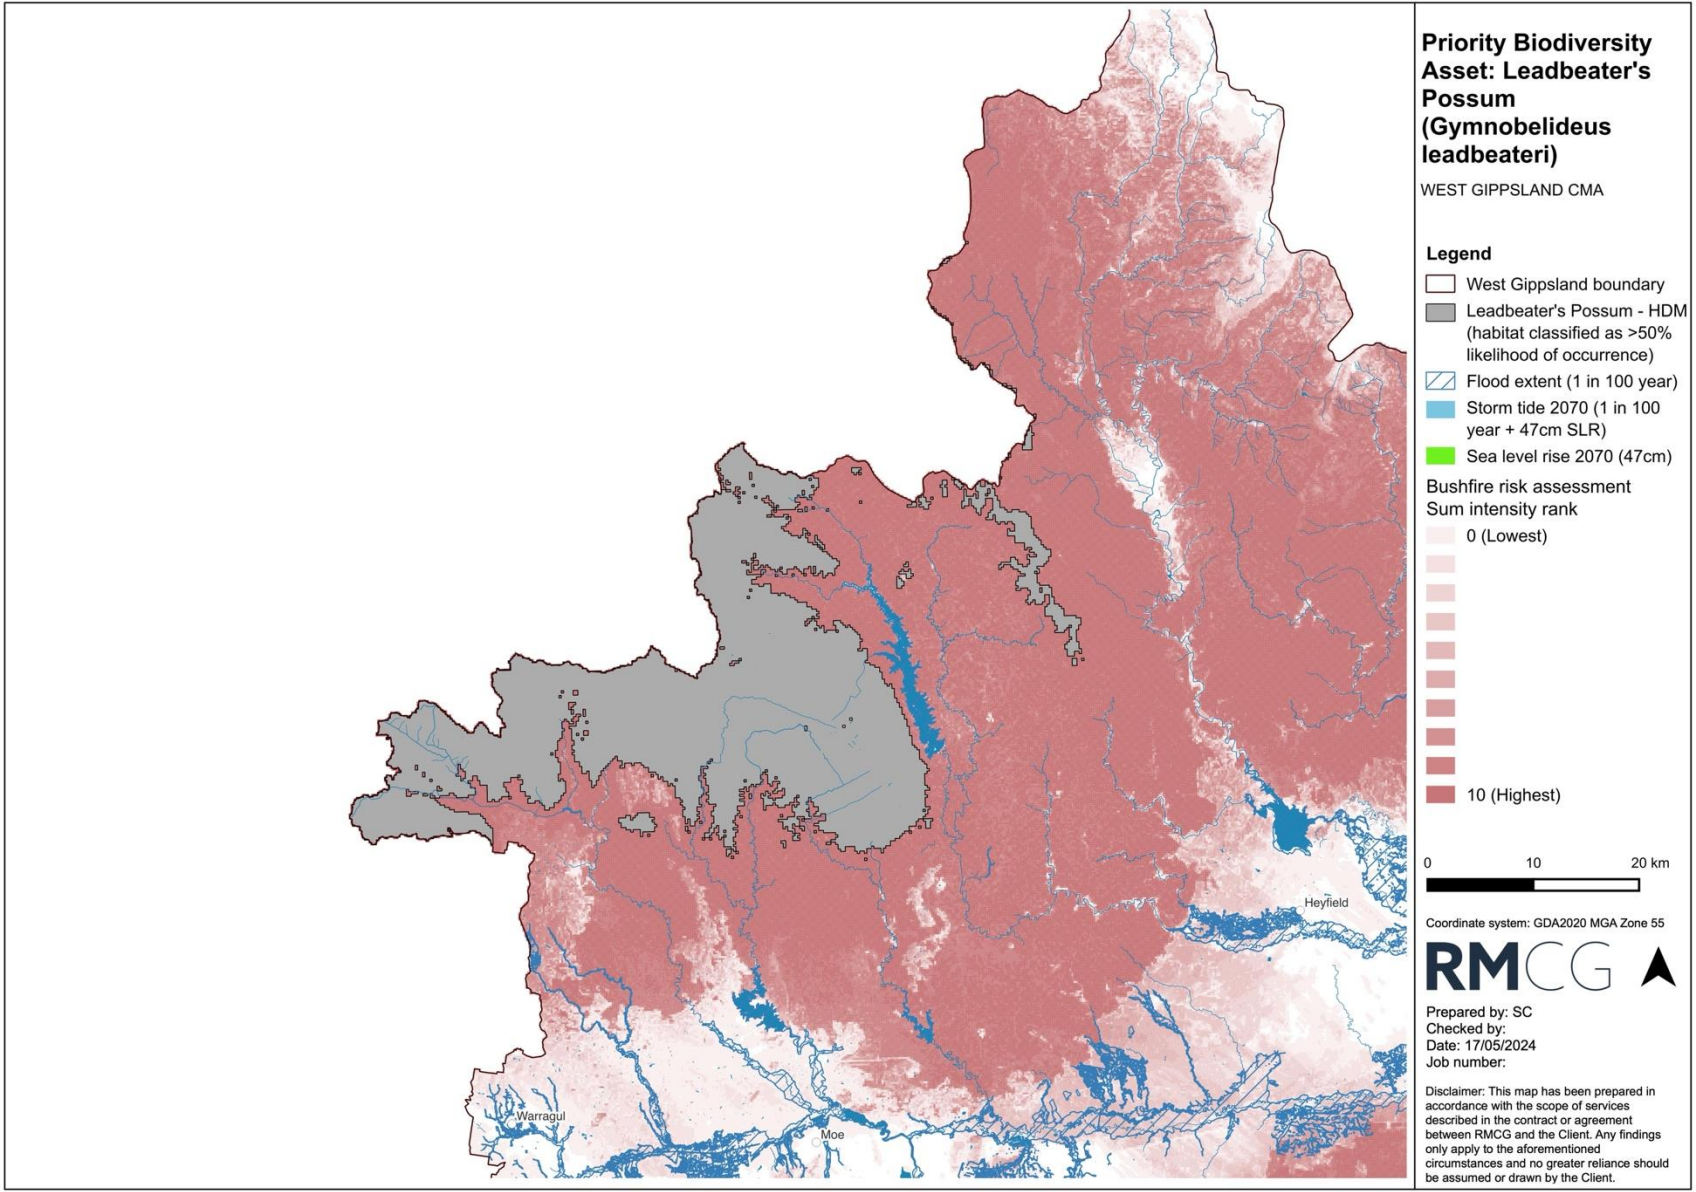 Priority Biodiversity
Asset: Leadbeater's
Possum
(Gymnobelideus
leadbeateri)
WEST GIPPSLAND CMA
Legend
West Gippsland boundary
Leadbeater's Possum - HDM
(habitat classified as >50%
likelihood of occurrence)
Flood extent (1 in 100 year)
Storm tide 2070 (1 in 100
year + 47cm SLR)
Sea level rise 2070 (47cm)
Bushfire risk assessment
Sum intensity rank
0 (Lowest)
10 (Highest)
0 10 20 km
Coordinate system: GDA2020 MGA Zone 55
RMCG
Prepared by: SC
Checked by:
Date: 17/05/2024
Job number:
Disclaimer: This map has been prepared in
accordance with the scope of services
described in the contract or agreement
between RMCG and the Client. Any findings
only apply to the aforementioned
circumstances and no greater reliance should
be assumed or drawn by the Client.
Heyfield
Warragul
Moe